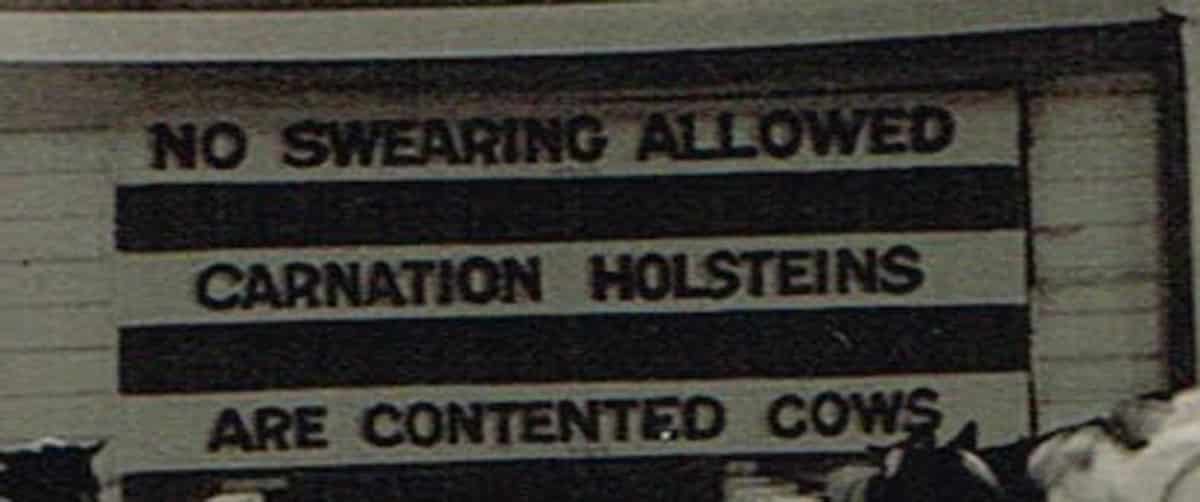 NO SWEARING ALLOWED
CARNATION HOLSTEINS
ARE CONTENTED COWS